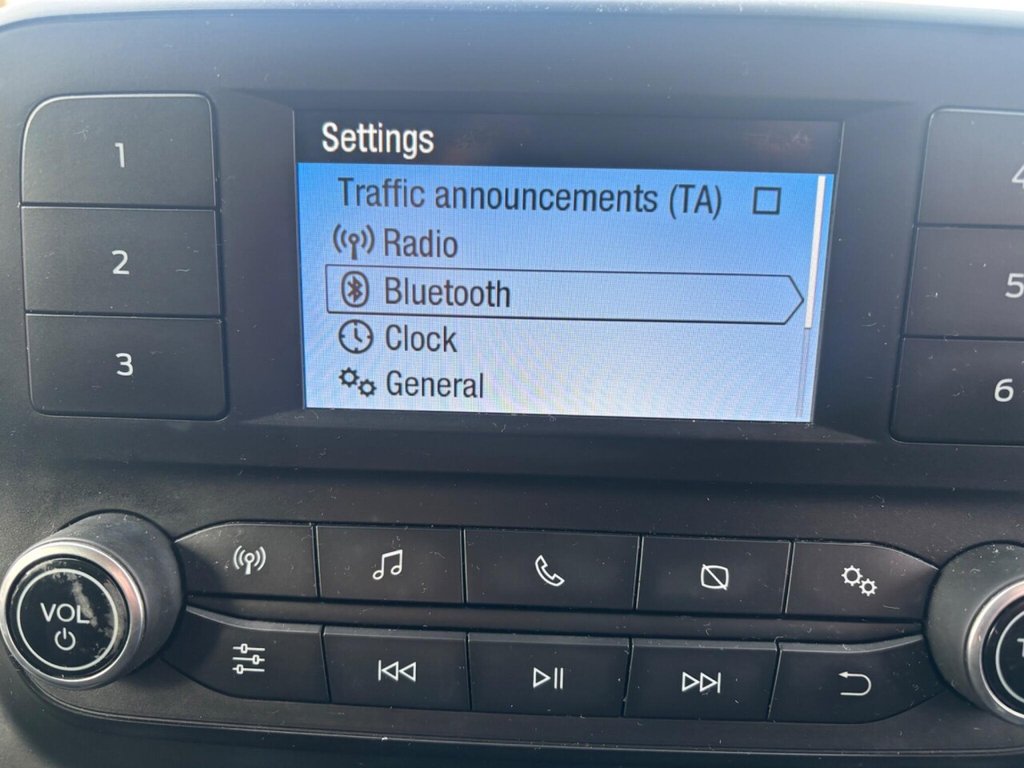 Settings
Traffic announcements (TA)
Radio
Bluetooth
Clock
General
1
2
3
4
5
6
VOL